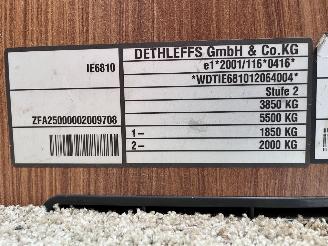 DETHLEFFS GmbH & Co.KG
IE6810
e1*2001/116*0416*
*WDTIE681012064004*
Stufe 2
3850 KG
5500 KG
ZFA25000002009708
1– 1850 KG
2– 2000 KG